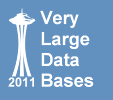 Very
Large
Data
2011 Bases